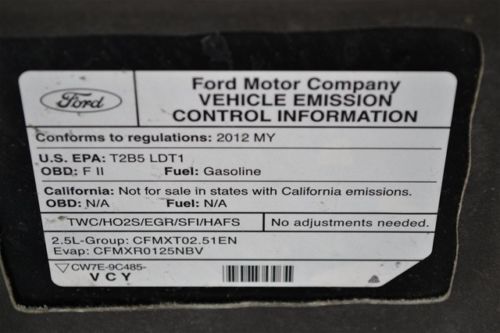 Ford
Ford Motor Company
VEHICLE EMISSION
CONTROL INFORMATION
Conforms to regulations: 2012 MY
U.S. EPA: T2B5 LDT1
OBD: F II Fuel: Gasoline
California: Not for sale in states with California emissions.
OBD: N/A Fuel: N/A
TWC/HO2S/EGR/SFI/HAFS No adjustments needed.
2.5L-Group: CFMXT02.51EN
Evap: CFMXR0125NBV
CW7E-9C485-
VCY